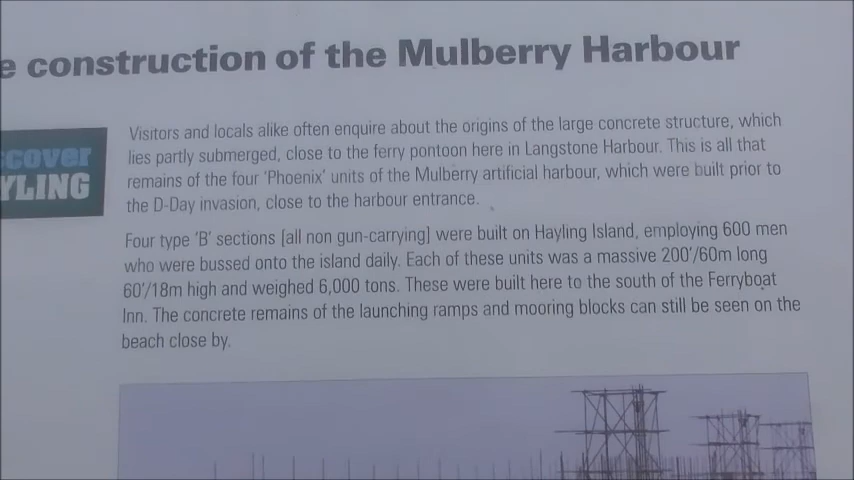 e construction of the Mulberry Harbour
scover
YLING
Visitors and locals alike often enquire about the origins of the large concrete structure, which
lies partly submerged, close to the ferry pontoon here in Langstone Harbour. This is all that
remains of the four 'Phoenix' units of the Mulberry artificial harbour, which were built prior to
the D-Day invasion, close to the harbour entrance.
Four type 'B' sections (all non gun-carrying) were built on Hayling Island, employing 600 men
who were bussed onto the island daily. Each of these units was a massive 200'/60m long
60'/18m high and weighed 6,000 tons. These were built here to the south of the Ferryboat
Inn. The concrete remains of the launching ramps and mooring blocks can still be seen on the
beach close by.